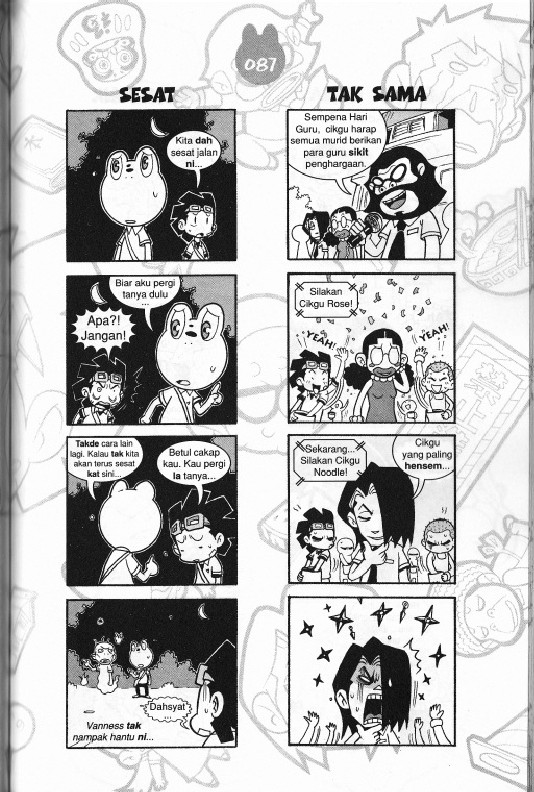 087
SESAT
Kita dah
sesat jalan
ni...
Biar aku pergi
tanya dulu
...
Apa?!
Jangan!
Takde cara lain
lagi. Kalau tak kita
akan terus sesat
kat sini...
Betul cakap
kau. Kau pergi
la tanya...
Dahsyat
...
Vanness tak
nampak hantu ni...
TAK SAMA
Sempena Hari
Guru, cikgu harap
semua murid berikan
para guru sikit
penghargaan.
Silakan
Cikgu Rose!
YEAH!
YEAH!
Sekarang...
Silakan Cikgu
Noodle!
Cikgu
yang paling
hensem...